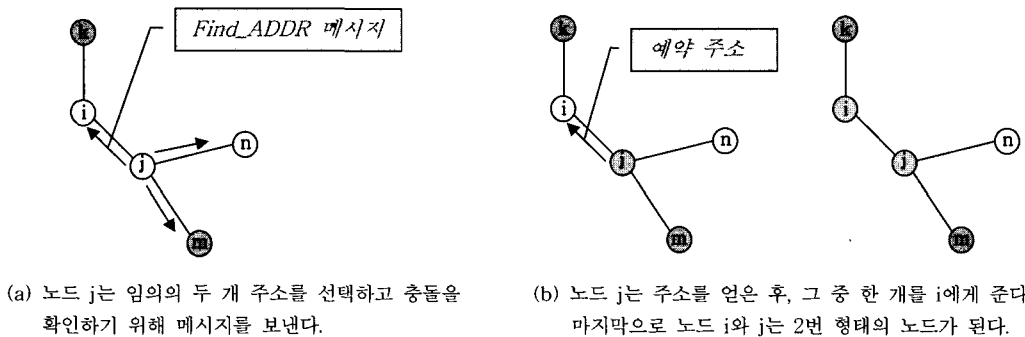 Find_ADDR 메시지
k
i
j
n
m
예약 주소
k
i
j
n
m
k
i
j
n
m
(a) 노드 j는 임의의 두 개 주소를 선택하고 충돌을
확인하기 위해 메시지를 보낸다.
(b) 노드 j는 주소를 얻은 후, 그 중 한 개를 i에게 준다
마지막으로 노드 i와 j는 2번 형태의 노드가 된다.